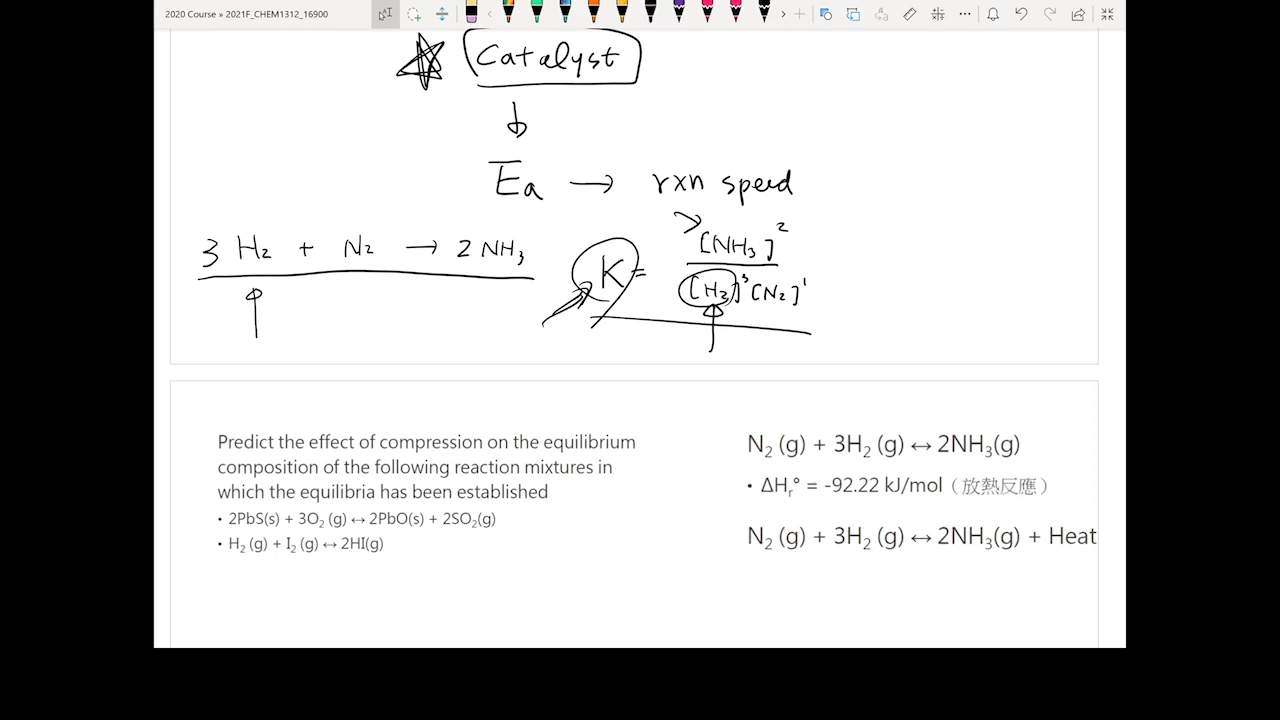 2020 Course » 2021F_CHEM1312_16900
Catalyst
Ea → rxn speed
3 H₂ + N₂ → 2 NH₃
K = [NH₃]² / [H₂]³ [N₂]¹
Predict the effect of compression on the equilibrium
composition of the following reaction mixtures in
which the equilibria has been established
• 2PbS(s) + 3O₂ (g) ↔ 2PbO(s) + 2SO₂(g)
• H₂ (g) + I₂ (g) ↔ 2HI(g)
N₂ (g) + 3H₂ (g) ↔ 2NH₃(g)
• ΔHᵣ° = -92.22 kJ/mol（放熱反應）
N₂ (g) + 3H₂ (g) ↔ 2NH₃(g) + Heat